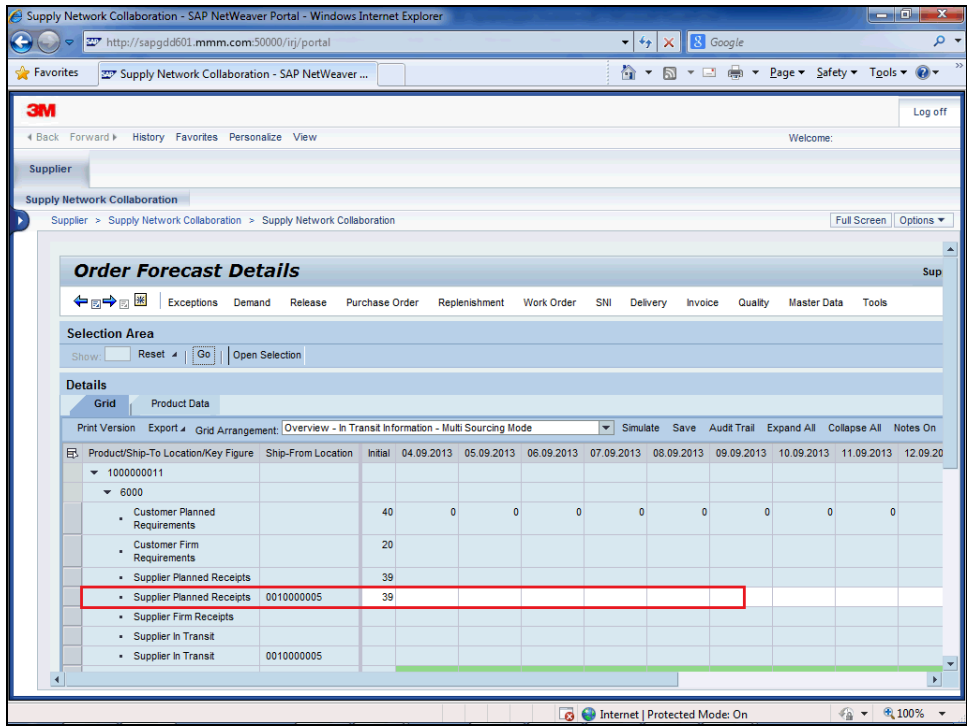 Supply Network Collaboration - SAP NetWeaver Portal - Windows Internet Explorer
http://sapgdd601.mmm.com:50000/irj/portal
Google
Favorites
Supply Network Collaboration - SAP NetWeaver ...
Page Safety Tools
3M
Log off
Back Forward History Favorites Personalize View
Welcome:
Supplier
Supply Network Collaboration
Supplier > Supply Network Collaboration > Supply Network Collaboration
Full Screen Options
Order Forecast Details
Sup
Exceptions Demand Release Purchase Order Replenishment Work Order SNI Delivery Invoice Quality Master Data Tools
Selection Area
Show: Reset Go Open Selection
Details
Grid Product Data
Print Version Export Grid Arrangement: Overview - In Transit Information - Multi Sourcing Mode Simulate Save Audit Trail Expand All Collapse All Notes On
Product/Ship-To Location/Key Figure Ship-From Location Initial 04.09.2013 05.09.2013 06.09.2013 07.09.2013 08.09.2013 09.09.2013 10.09.2013 11.09.2013 12.09.20
1000000011
6000
Customer Planned
Requirements
40 0 0 0 0 0 0 0 0
Customer Firm
Requirements
20
Supplier Planned Receipts 39
Supplier Planned Receipts 0010000005 39
Supplier Firm Receipts
Supplier In Transit
Supplier In Transit 0010000005
Internet | Protected Mode: On
100%